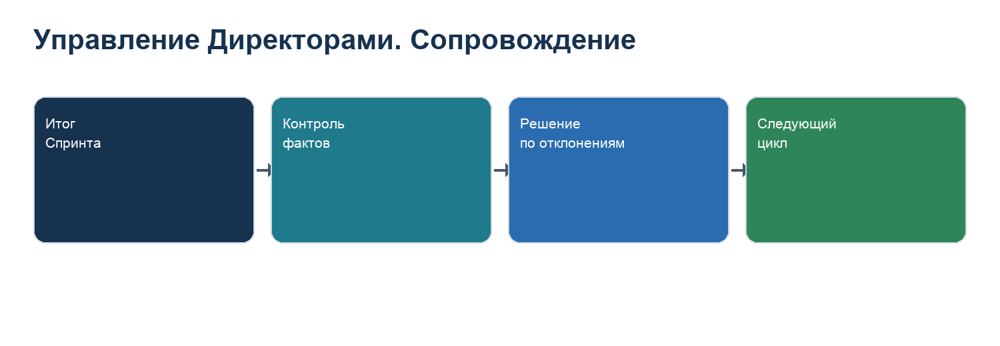 Управление Директорами. Сопровождение
Итог
Спринта
Контроль
фактов
Решение
по отклонениям
Следующий
цикл